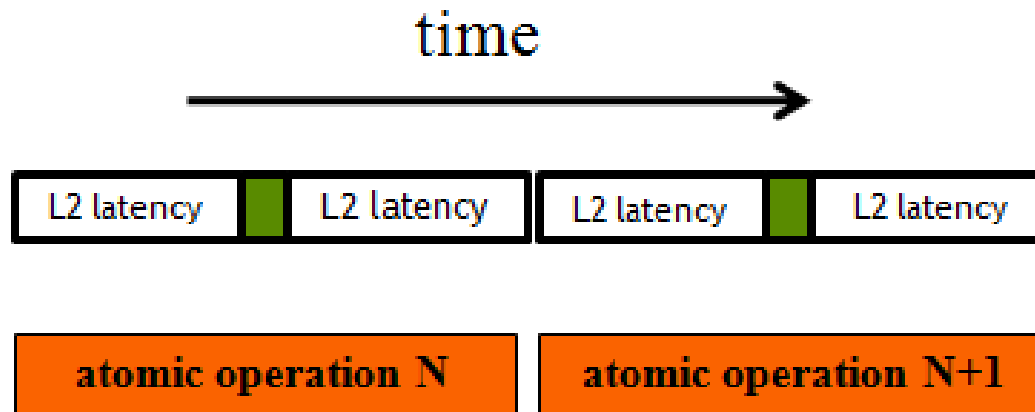 time
L2 latency L2 latency L2 latency L2 latency
atomic operation N atomic operation N+1